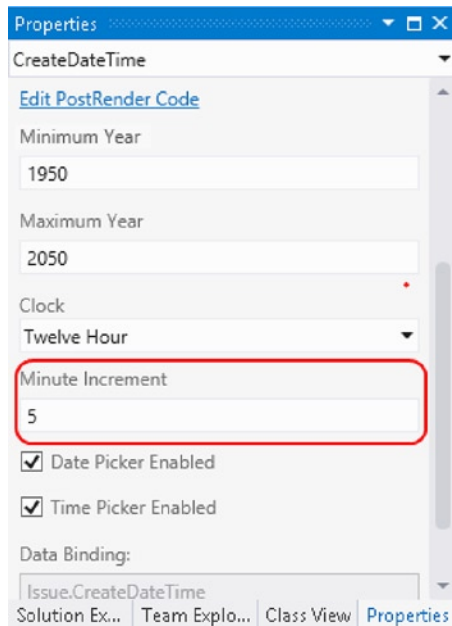 Properties
CreateDateTime
Edit PostRender Code
Minimum Year
1950
Maximum Year
2050
Clock
Twelve Hour
Minute Increment
5
Date Picker Enabled
Time Picker Enabled
Data Binding:
Issue.CreateDateTime
Solution Ex... Team Explo... Class View Properties